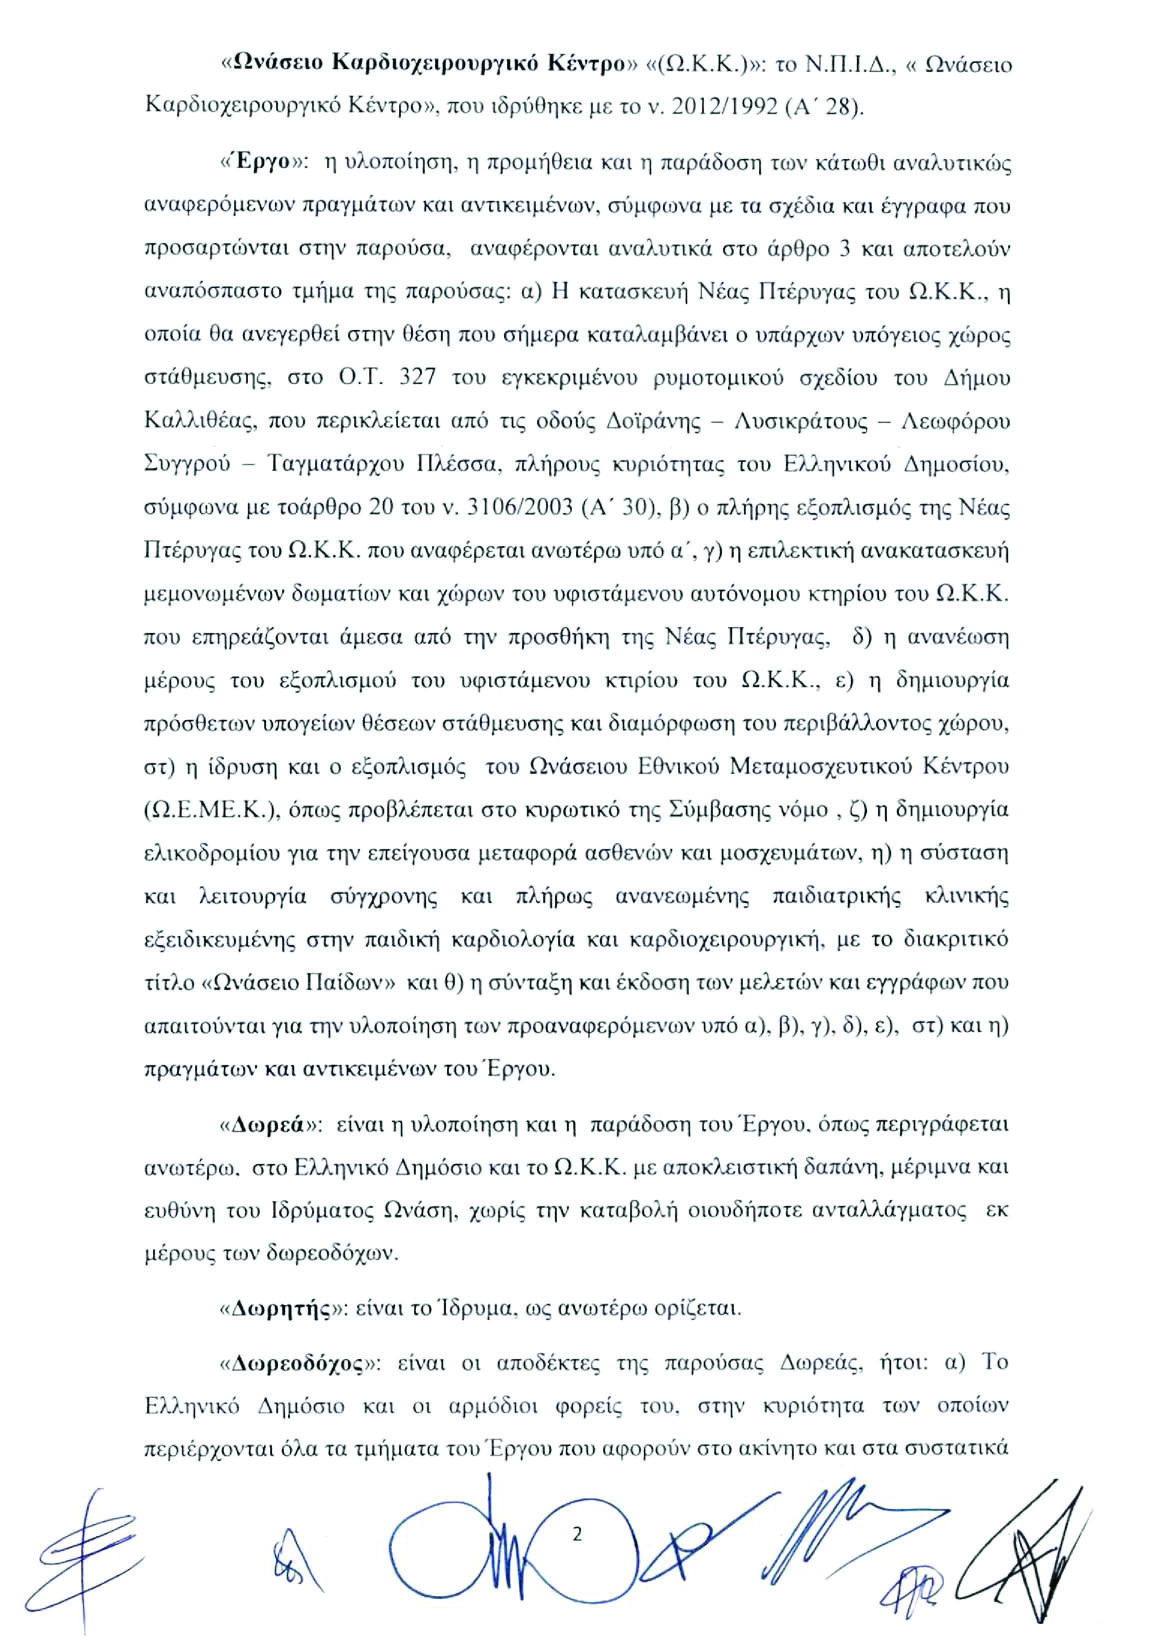 «Ωνάσειο Καρδιοχειρουργικό Κέντρο» «(Ω.Κ.Κ.)»: το Ν.Π.Ι.Δ., « Ωνάσειο
Καρδιοχειρουργικό Κέντρο», που ιδρύθηκε με το ν. 2012/1992 (Α΄ 28).
«Έργο»: η υλοποίηση, η προμήθεια και η παράδοση των κάτωθι αναλυτικώς
αναφερόμενων πραγμάτων και αντικειμένων, σύμφωνα με τα σχέδια και έγγραφα που
προσαρτώνται στην παρούσα, αναφέρονται αναλυτικά στο άρθρο 3 και αποτελούν
αναπόσπαστο τμήμα της παρούσας: α) Η κατασκευή Νέας Πτέρυγας του Ω.Κ.Κ., η
οποία θα ανεγερθεί στην θέση που σήμερα καταλαμβάνει ο υπάρχων υπόγειος χώρος
στάθμευσης, στο Ο.Τ. 327 του εγκεκριμένου ρυμοτομικού σχεδίου του Δήμου
Καλλιθέας, που περικλείεται από τις οδούς Δοϊράνης – Λυσικράτους – Λεωφόρου
Συγγρού – Ταγματάρχου Πλέσσα, πλήρους κυριότητας του Ελληνικού Δημοσίου,
σύμφωνα με τοάρθρο 20 του ν. 3106/2003 (Α΄ 30), β) ο πλήρης εξοπλισμός της Νέας
Πτέρυγας του Ω.Κ.Κ. που αναφέρεται ανωτέρω υπό α΄, γ) η επιλεκτική ανακατασκευή
μεμονωμένων δωματίων και χώρων του υφιστάμενου αυτόνομου κτηρίου του Ω.Κ.Κ.
που επηρεάζονται άμεσα από την προσθήκη της Νέας Πτέρυγας, δ) η ανανέωση
μέρους του εξοπλισμού του υφιστάμενου κτιρίου του Ω.Κ.Κ., ε) η δημιουργία
πρόσθετων υπογείων θέσεων στάθμευσης και διαμόρφωση του περιβάλλοντος χώρου,
στ) η ίδρυση και ο εξοπλισμός του Ωνάσειου Εθνικού Μεταμοσχευτικού Κέντρου
(Ω.Ε.ΜΕ.Κ.), όπως προβλέπεται στο κυρωτικό της Σύμβασης νόμο , ζ) η δημιουργία
ελικοδρομίου για την επείγουσα μεταφορά ασθενών και μοσχευμάτων, η) η σύσταση
και λειτουργία σύγχρονης και πλήρως ανανεωμένης παιδιατρικής κλινικής
εξειδικευμένης στην παιδική καρδιολογία και καρδιοχειρουργική, με το διακριτικό
τίτλο «Ωνάσειο Παίδων» και θ) η σύνταξη και έκδοση των μελετών και εγγράφων που
απαιτούνται για την υλοποίηση των προαναφερόμενων υπό α), β), γ), δ), ε), στ) και η)
πραγμάτων και αντικειμένων του Έργου.
«Δωρεά»: είναι η υλοποίηση και η παράδοση του Έργου, όπως περιγράφεται
ανωτέρω, στο Ελληνικό Δημόσιο και το Ω.Κ.Κ. με αποκλειστική δαπάνη, μέριμνα και
ευθύνη του Ιδρύματος Ωνάση, χωρίς την καταβολή οιουδήποτε ανταλλάγματος εκ
μέρους των δωρεοδόχων.
«Δωρητής»: είναι το Ίδρυμα, ως ανωτέρω ορίζεται.
«Δωρεοδόχος»: είναι οι αποδέκτες της παρούσας Δωρεάς, ήτοι: α) Το
Ελληνικό Δημόσιο και οι αρμόδιοι φορείς του, στην κυριότητα των οποίων
περιέρχονται όλα τα τμήματα του Έργου που αφορούν στο ακίνητο και στα συστατικά
2